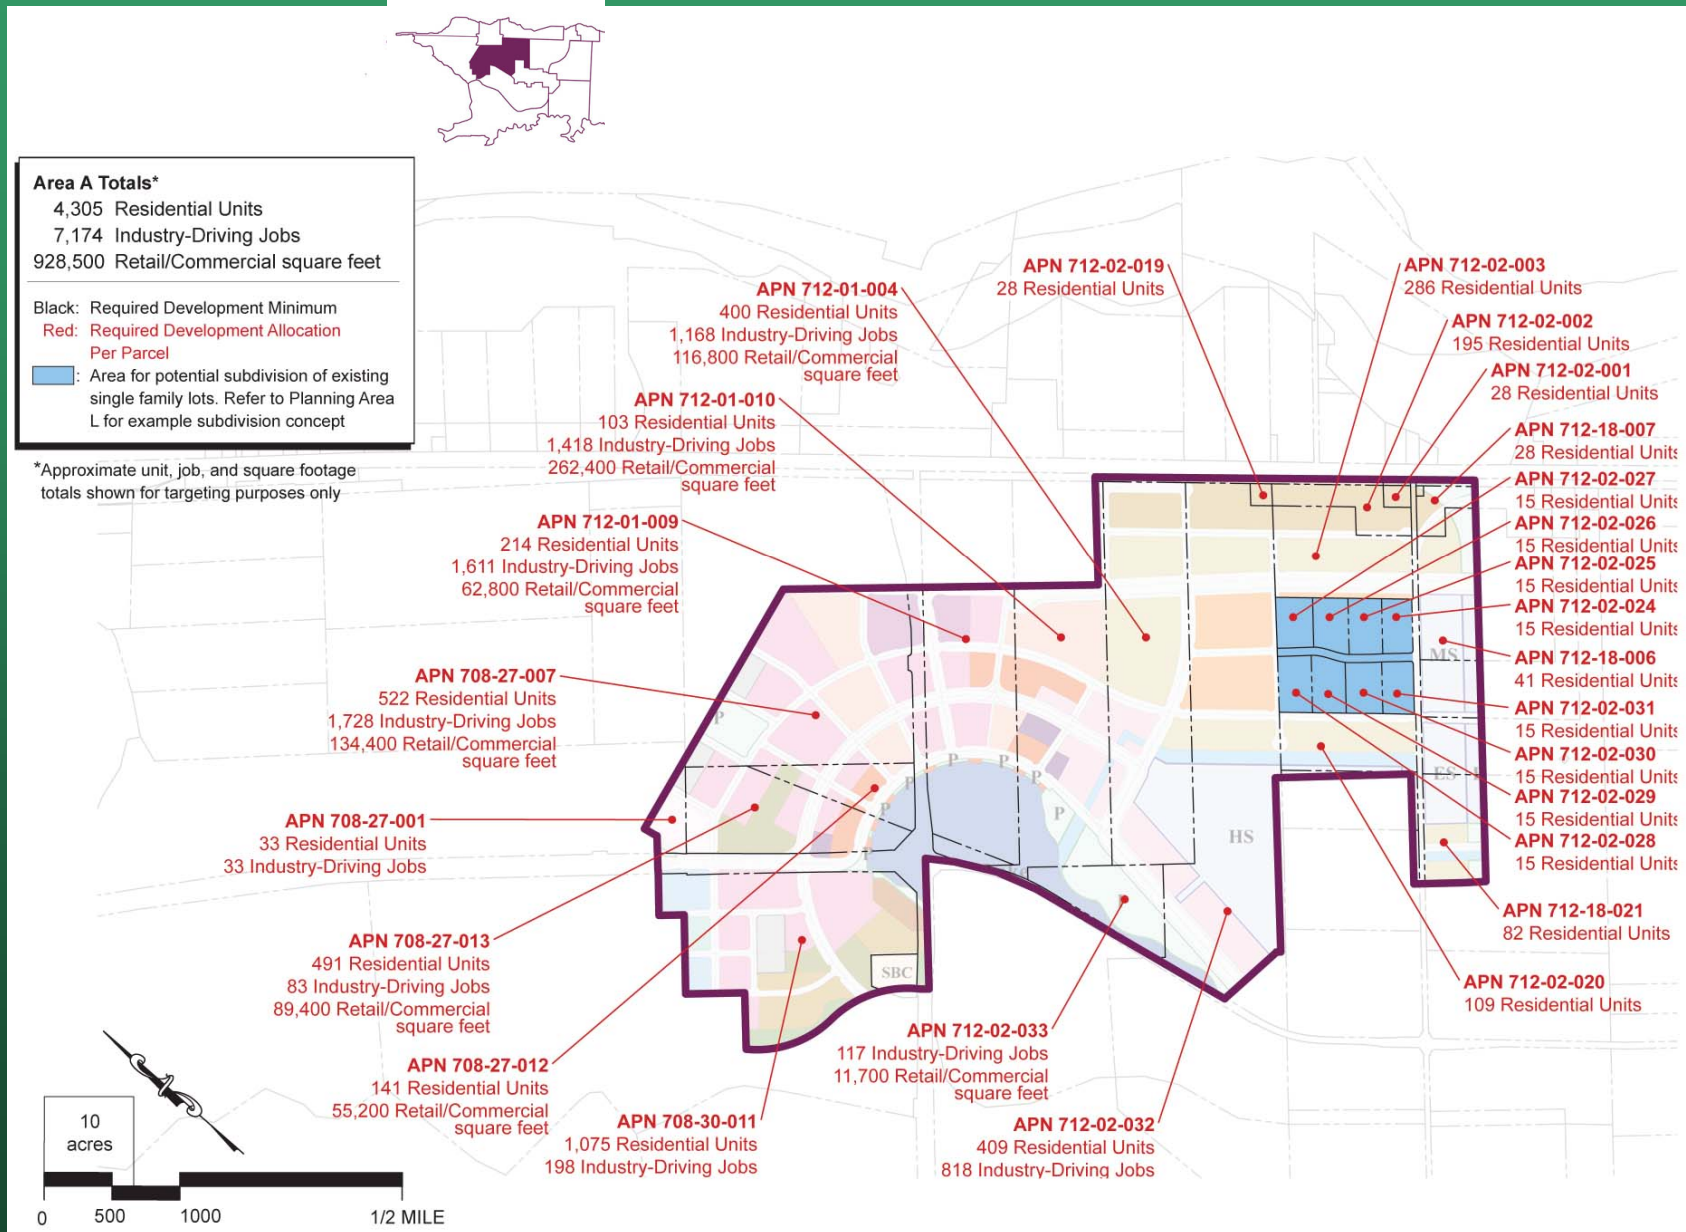 Area A Totals*
4,305 Residential Units
7,174 Industry-Driving Jobs
928,500 Retail/Commercial square feet
Black: Required Development Minimum
Red: Required Development Allocation
Per Parcel
: Area for potential subdivision of existing
single family lots. Refer to Planning Area
L for example subdivision concept
*Approximate unit, job, and square footage
totals shown for targeting purposes only
APN 712-01-004
400 Residential Units
1,168 Industry-Driving Jobs
116,800 Retail/Commercial
square feet
APN 712-01-010
103 Residential Units
1,418 Industry-Driving Jobs
262,400 Retail/Commercial
square feet
APN 712-01-009
214 Residential Units
1,611 Industry-Driving Jobs
62,800 Retail/Commercial
square feet
APN 708-27-007
522 Residential Units
1,728 Industry-Driving Jobs
134,400 Retail/Commercial
square feet
APN 708-27-001
33 Residential Units
33 Industry-Driving Jobs
APN 708-27-013
491 Residential Units
83 Industry-Driving Jobs
89,400 Retail/Commercial
square feet
APN 708-27-012
141 Residential Units
55,200 Retail/Commercial
square feet
APN 708-30-011
1,075 Residential Units
198 Industry-Driving Jobs
APN 712-02-033
117 Industry-Driving Jobs
11,700 Retail/Commercial
square feet
APN 712-02-032
409 Residential Units
818 Industry-Driving Jobs
APN 712-02-019
28 Residential Units
APN 712-02-003
286 Residential Units
APN 712-02-002
195 Residential Units
APN 712-02-001
28 Residential Units
APN 712-18-007
28 Residential Units
APN 712-02-027
15 Residential Units
APN 712-02-026
15 Residential Units
APN 712-02-025
15 Residential Units
APN 712-02-024
15 Residential Units
APN 712-18-006
41 Residential Units
APN 712-02-031
15 Residential Units
APN 712-02-030
15 Residential Units
APN 712-02-029
15 Residential Units
APN 712-02-028
15 Residential Units
APN 712-18-021
82 Residential Units
APN 712-02-020
109 Residential Units
MS
ES
HS
SBC
P
P
P
P
P
P
P
P
10
acres
0 500 1000 1/2 MILE